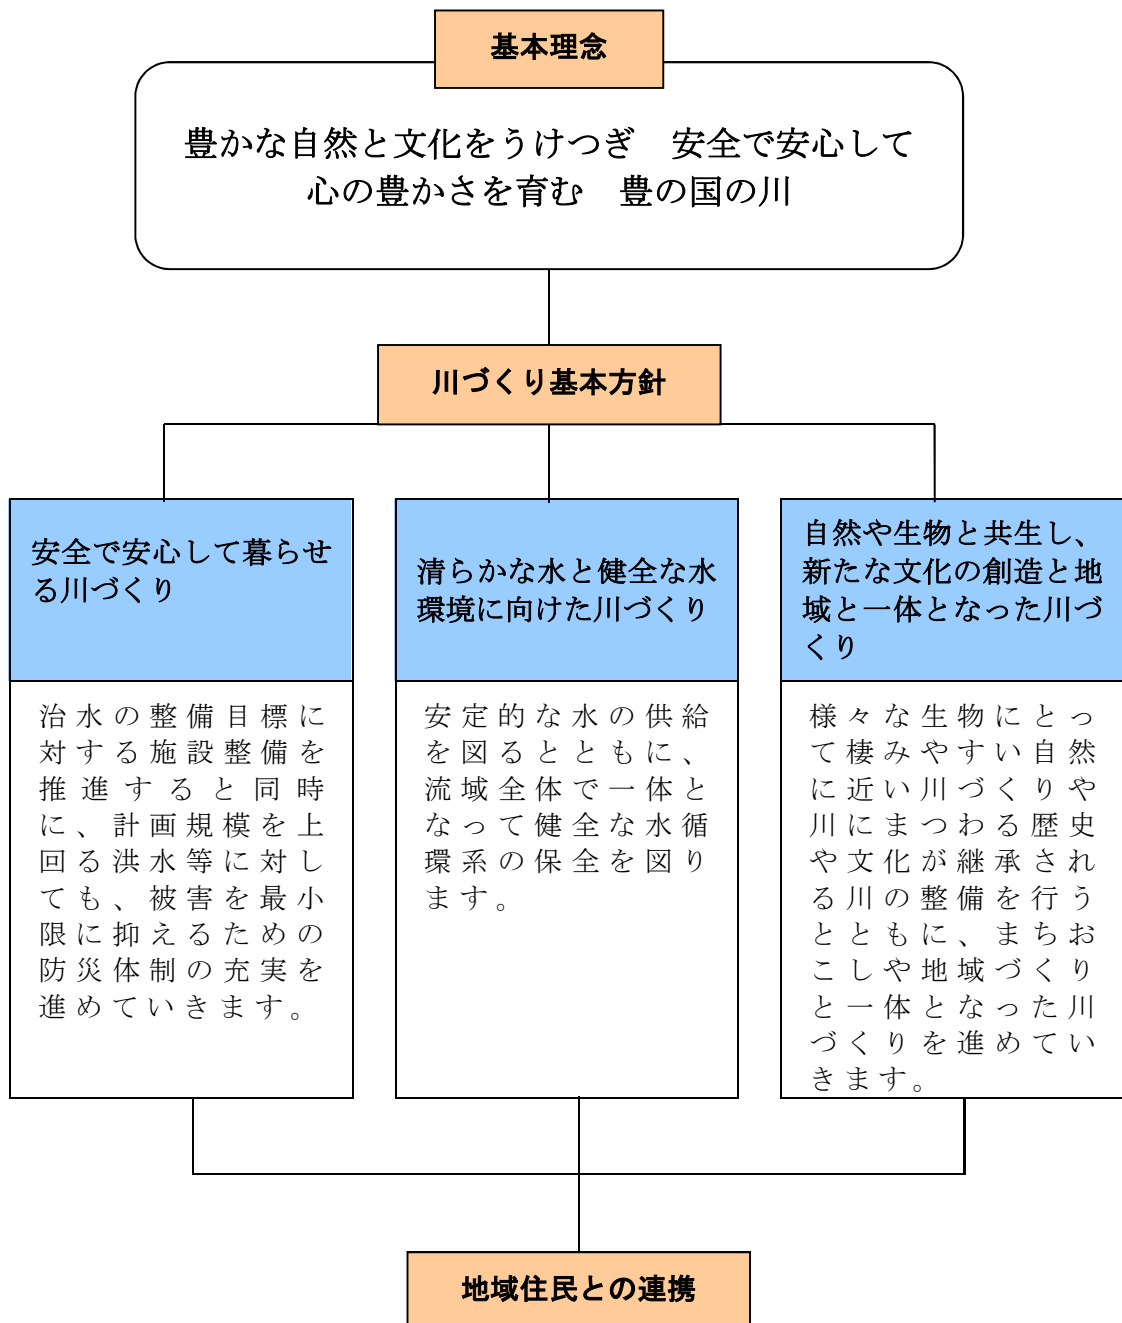 基本理念
豊かな自然と文化をうけつぎ　安全で安心して
心の豊かさを育む　豊の国の川
川づくり基本方針
安全で安心して暮らせ
る川づくり
治水の整備目標に
対する施設整備を
推進すると同時
に、計画規模を上
回る洪水等に対し
ても、被害を最小
限に抑えるための
防災体制の充実を
進めていきます。
清らかな水と健全な水
環境に向けた川づくり
安定的な水の供給
を図るとともに、
流域全体で一体と
なって健全な水循
環系の保全を図り
ます。
自然や生物と共生し、
新たな文化の創造と地
域と一体となった川づ
くり
様々な生物にとっ
て棲みやすい自然
に近い川づくりや
川にまつわる歴史
や文化が継承され
る川の整備を行う
とともに、まちお
こしや地域づくり
と一体となった川
づくりを進めてい
きます。
地域住民との連携